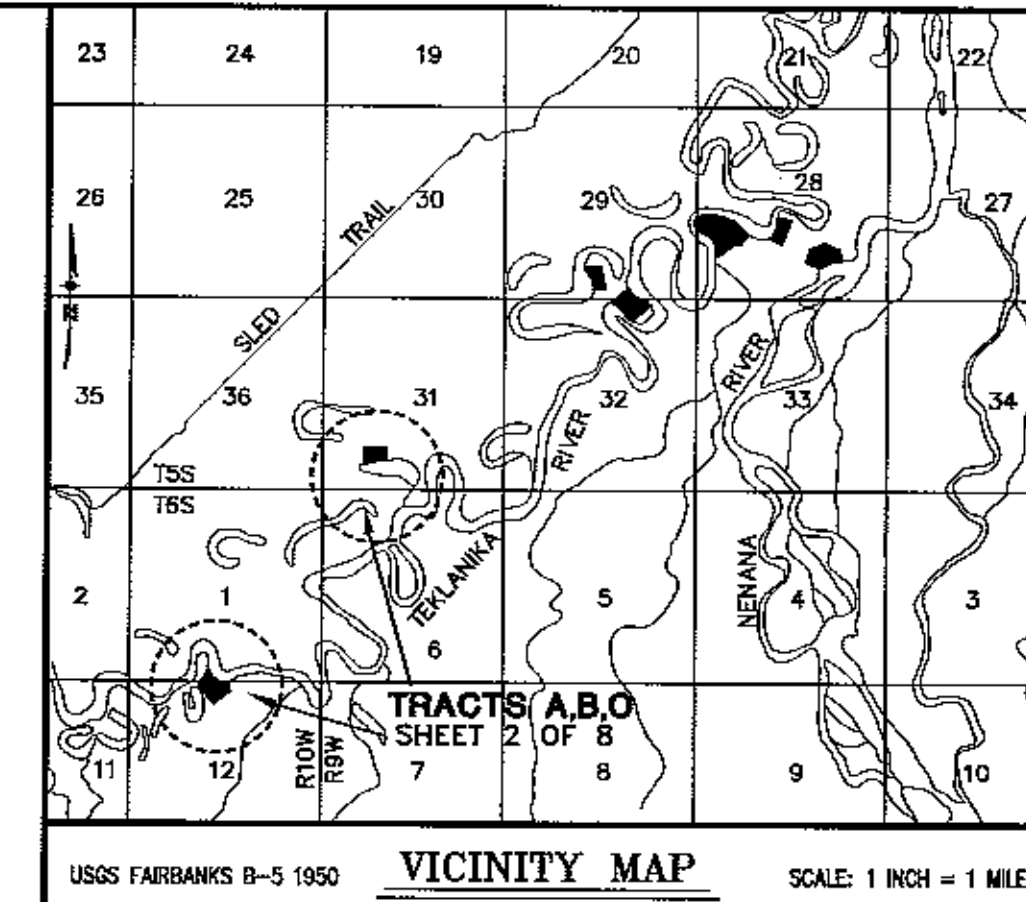 23 24 19 20 21 22
26 25 TRAIL 30 29 28 27
SLED
35 36 31 32 RIVER RIVER 33 34
T5S
T6S
2 1 TEKLANIKA 6 5 NENANA 4 3
TRACTS A,B,O
SHEET 2 OF 8
11 12 R10W R9W 7 8 9 10
USGS FAIRBANKS B-5 1950 VICINITY MAP SCALE: 1 INCH = 1 MILE